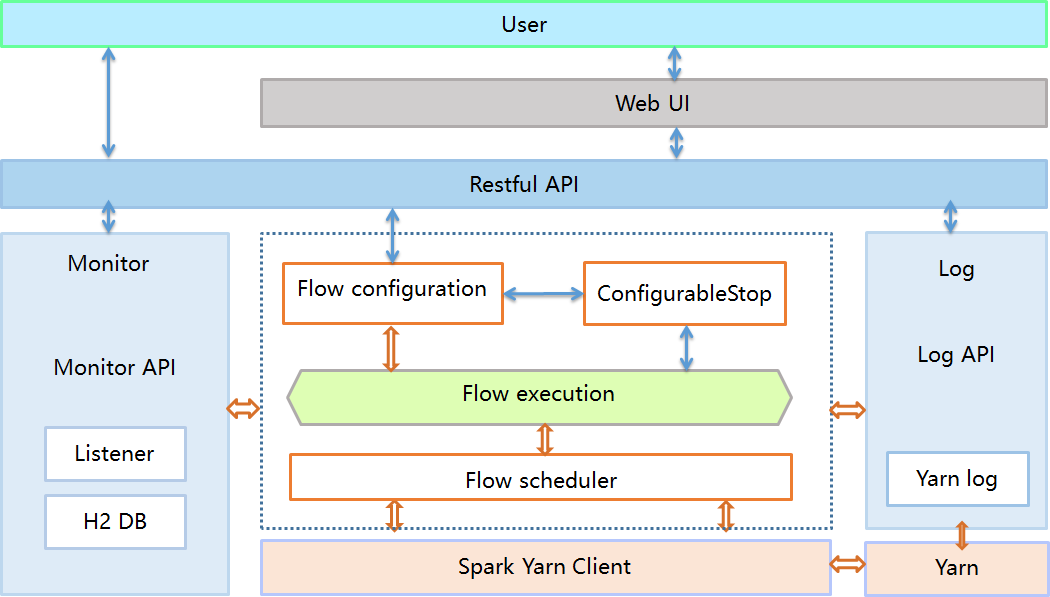 User
Web UI
Restful API
Monitor
Monitor API
Listener
H2 DB
Flow configuration
ConfigurableStop
Flow execution
Flow scheduler
Spark Yarn Client
Log
Log API
Yarn log
Yarn